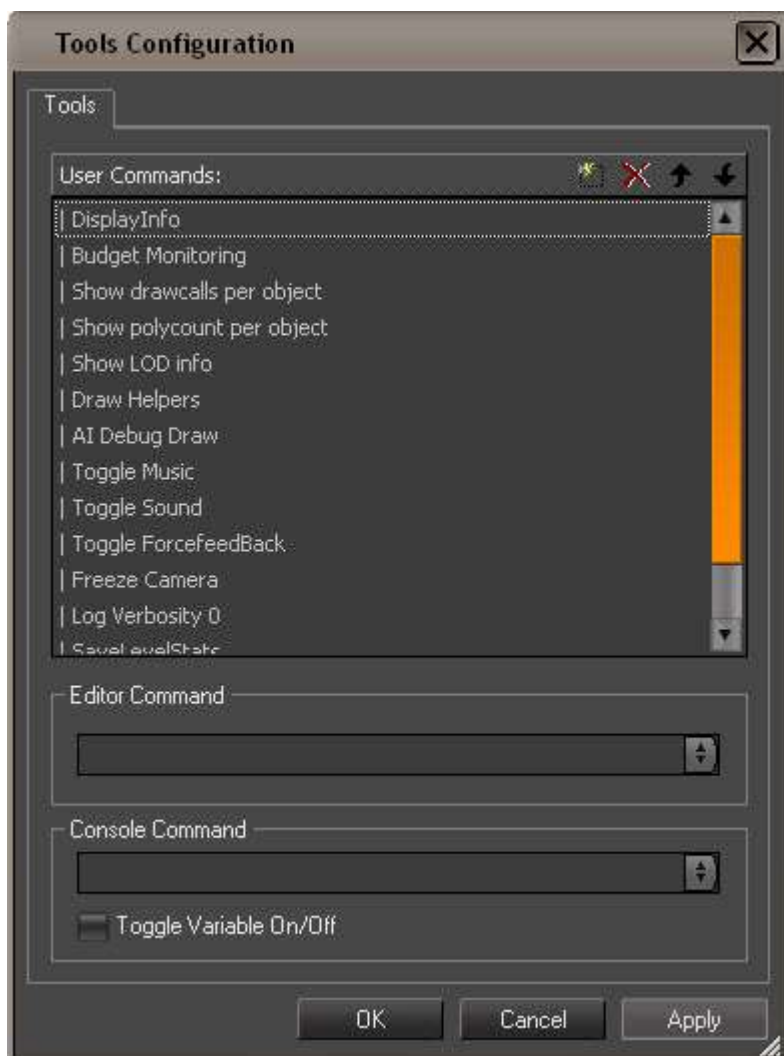 Tools Configuration
Tools
User Commands:
| DisplayInfo
| Budget Monitoring
| Show drawcalls per object
| Show polycount per object
| Show LOD info
| Draw Helpers
| AI Debug Draw
| Toggle Music
| Toggle Sound
| Toggle ForcefeedBack
| Freeze Camera
| Log Verbosity 0
| SaveLevelStats
Editor Command
Console Command
Toggle Variable On/Off
OK Cancel Apply